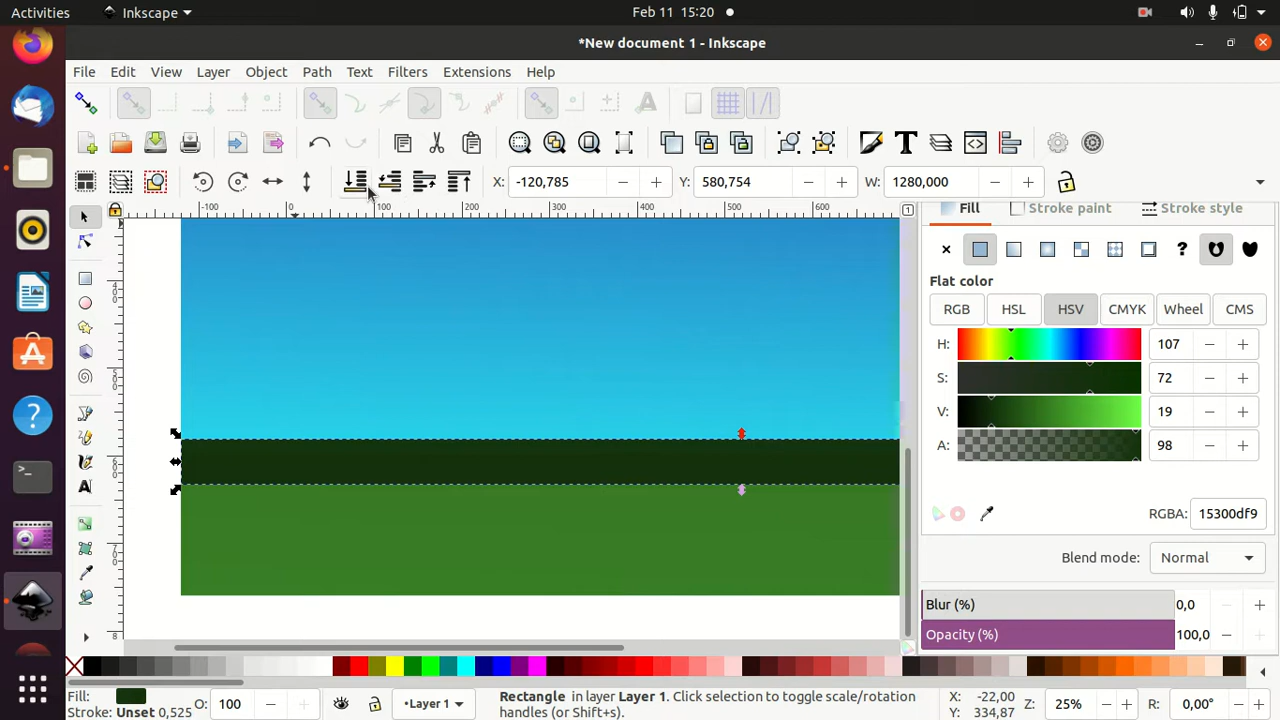 Activities
Inkscape
Feb 11 15:20
*New document 1 - Inkscape
File Edit View Layer Object Path Text Filters Extensions Help
X: -120,785 Y: 580,754 W: 1280,000
-100 0 100 200 300 400 500 600
Fill Stroke paint Stroke style
Flat color
RGB HSL HSV CMYK Wheel CMS
H: 107
S: 72
V: 19
A: 98
RGBA: 15300df9
Blend mode: Normal
Blur (%) 0,0
Opacity (%) 100,0
Fill:
Stroke: Unset 0,525
O: 100
•Layer 1
Rectangle in layer Layer 1. Click selection to toggle scale/rotation
handles (or Shift+s).
X: -22,00
Y: 334,87
Z: 25%
R: 0,00°